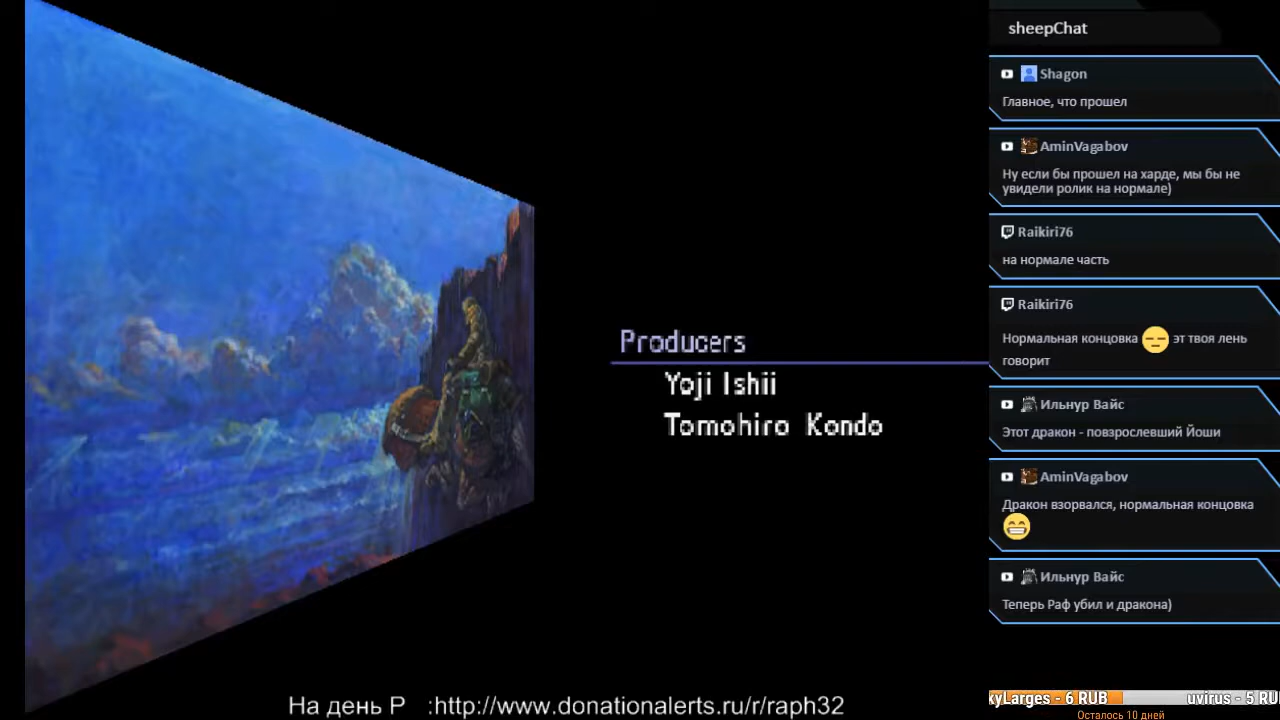 Producers
Yoji Ishii
Tomohiro Kondo
sheepChat
Shagon
Главное, что прошел
AminVagabov
Ну если бы прошел на харде, мы бы не
увидели ролик на нормале)
Raikiri76
на нормале часть
Raikiri76
Нормальная концовка 😑 эт твоя лень
говорит
Ильнур Вайс
Этот дракон - повзрослевший Йоши
AminVagabov
Дракон взорвался, нормальная концовка
😁
Ильнур Вайс
Теперь Раф убил и дракона)
kyLarges - 6 RUB uvirus - 5 RU
Осталось 10 дней
На день Р :http://www.donationalerts.ru/r/raph32